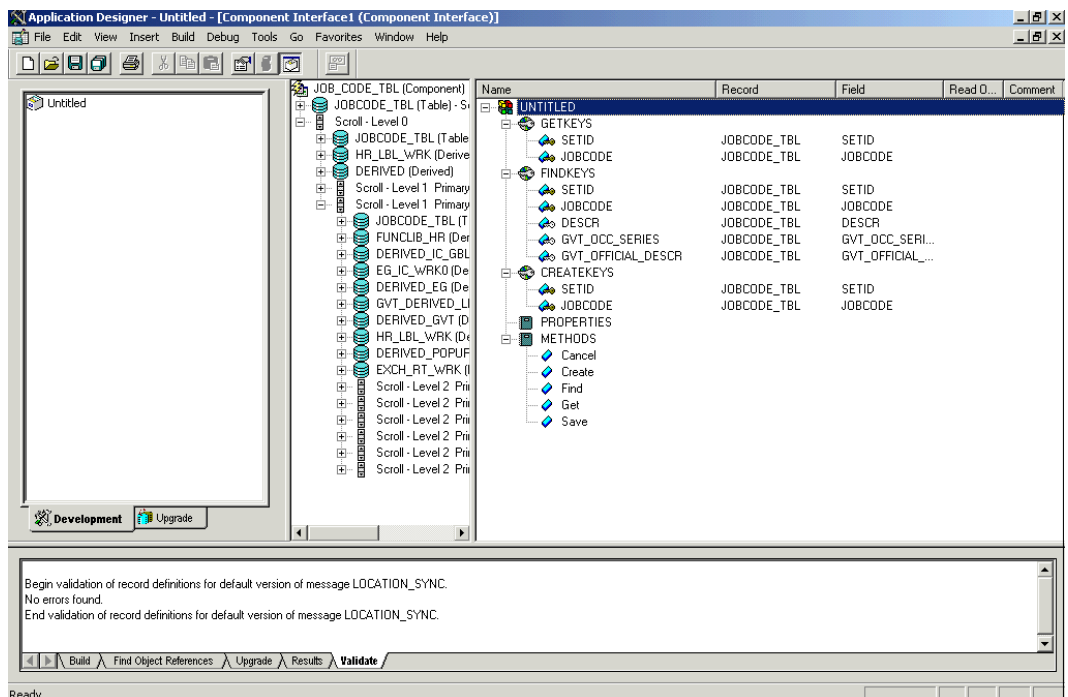 Application Designer - Untitled - [Component Interface1 (Component Interface)]
File Edit View Insert Build Debug Tools Go Favorites Window Help
Untitled
Development
Upgrade
JOB_CODE_TBL (Component)
JOBCODE_TBL (Table) - S
Scroll - Level 0
JOBCODE_TBL (Table
HR_LBL_WRK (Derive
DERIVED (Derived)
Scroll - Level 1 Primary
Scroll - Level 1 Primary
JOBCODE_TBL (T
FUNCLIB_HR (Der
DERIVED_IC_GBL
EG_IC_WRK0 (De
DERIVED_EG (De
GVT_DERIVED_LI
DERIVED_GVT (D
HR_LBL_WRK (De
DERIVED_POPUP
EXCH_RT_WRK (
Scroll - Level 2 Pri
Scroll - Level 2 Pri
Scroll - Level 2 Pri
Scroll - Level 2 Pri
Scroll - Level 2 Pri
Scroll - Level 2 Pri
Name Record Field Read O... Comment
UNTITLED
GETKEYS
SETID JOBCODE_TBL SETID
JOBCODE JOBCODE_TBL JOBCODE
FINDKEYS
SETID JOBCODE_TBL SETID
JOBCODE JOBCODE_TBL JOBCODE
DESCR JOBCODE_TBL DESCR
GVT_OCC_SERIES JOBCODE_TBL GVT_OCC_SERI...
GVT_OFFICIAL_DESCR JOBCODE_TBL GVT_OFFICIAL_...
CREATEKEYS
SETID JOBCODE_TBL SETID
JOBCODE JOBCODE_TBL JOBCODE
PROPERTIES
METHODS
Cancel
Create
Find
Get
Save
Begin validation of record definitions for default version of message LOCATION_SYNC.
No errors found.
End validation of record definitions for default version of message LOCATION_SYNC.
Build Find Object References Upgrade Results Validate
Ready